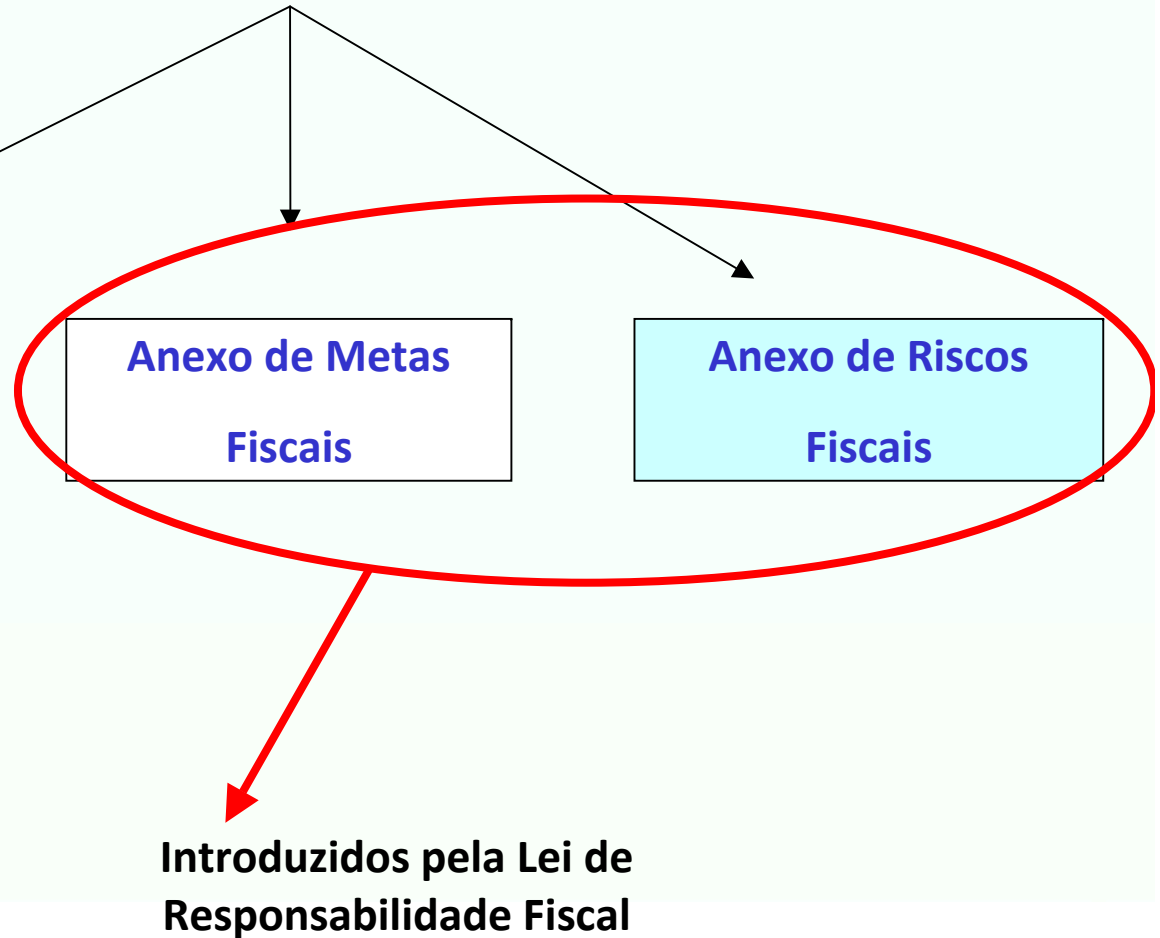 Anexo de Metas
Fiscais
Anexo de Riscos
Fiscais
Introduzidos pela Lei de
Responsabilidade Fiscal